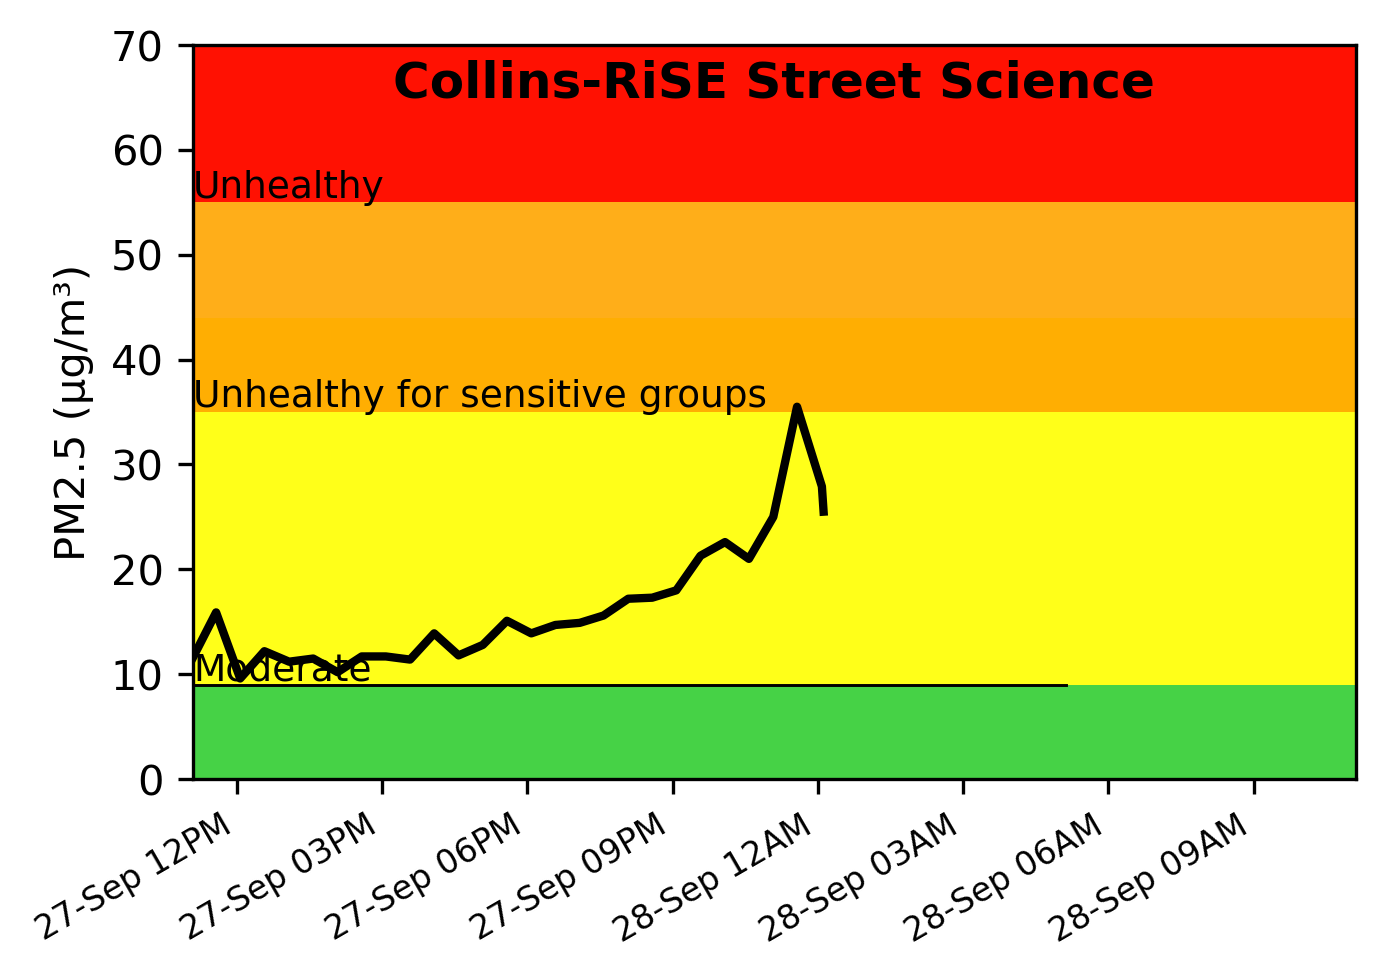 Collins-RiSE Street Science
70
60
Unhealthy
50
40
Unhealthy for sensitive groups
30
20
10
Moderate
0
PM2.5 (μg/m³)
27-Sep 12PM
27-Sep 03PM
27-Sep 06PM
27-Sep 09PM
28-Sep 12AM
28-Sep 03AM
28-Sep 06AM
28-Sep 09AM